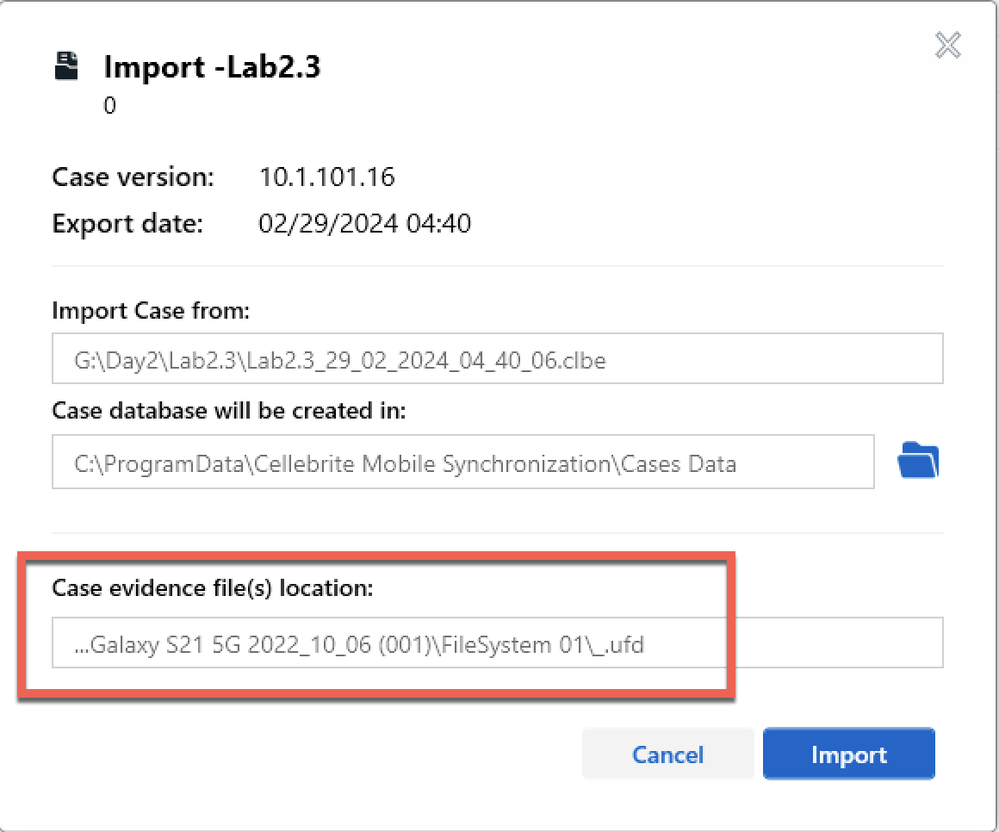 Import -Lab2.3
0
Case version: 10.1.101.16
Export date: 02/29/2024 04:40
Import Case from:
G:\Day2\Lab2.3\Lab2.3_29_02_2024_04_40_06.clbe
Case database will be created in:
C:\ProgramData\Cellebrite Mobile Synchronization\Cases Data
Case evidence file(s) location:
...Galaxy S21 5G 2022_10_06 (001)\FileSystem 01\_.ufd
Cancel Import